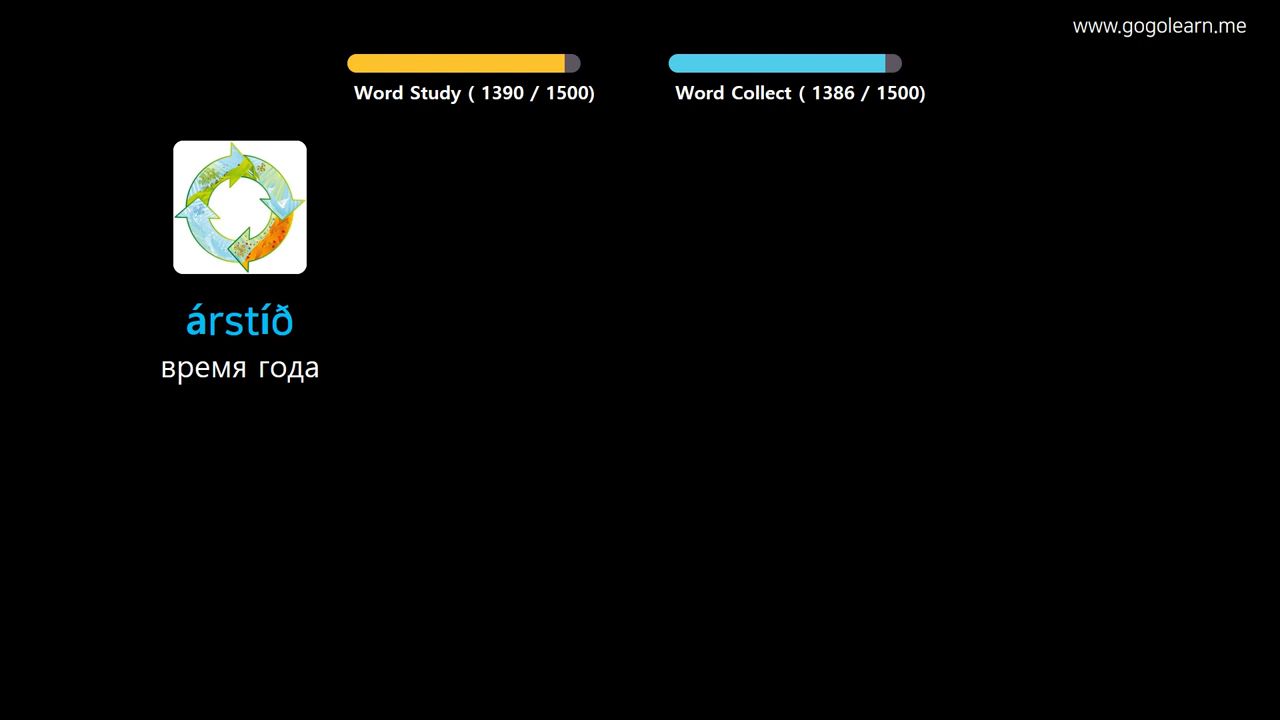 www.gogolearn.me
Word Study ( 1390 / 1500)
Word Collect ( 1386 / 1500)
árstíð
время года